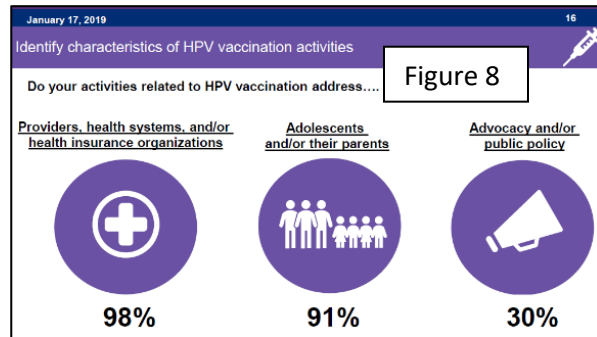 January 17, 2019 16
Identify characteristics of HPV vaccination activities
Figure 8
Do your activities related to HPV vaccination address....
Providers, health systems, and/or
health insurance organizations
Adolescents
and/or their parents
Advocacy and/or
public policy
98% 91% 30%